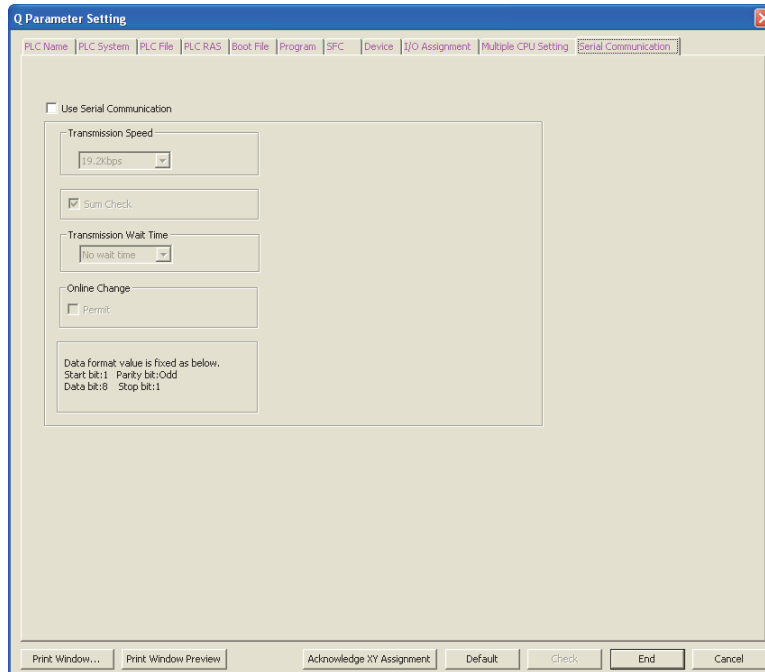 Q Parameter Setting
PLC Name PLC System PLC File PLC RAS Boot File Program SFC Device I/O Assignment Multiple CPU Setting Serial Communication
Use Serial Communication
Transmission Speed
19.2Kbps
Sum Check
Transmission Wait Time
No wait time
Online Change
Permit
Data format value is fixed as below.
Start bit:1 Parity bit:Odd
Data bit:8 Stop bit:1
Print Window... Print Window Preview Acknowledge XY Assignment Default Check End Cancel